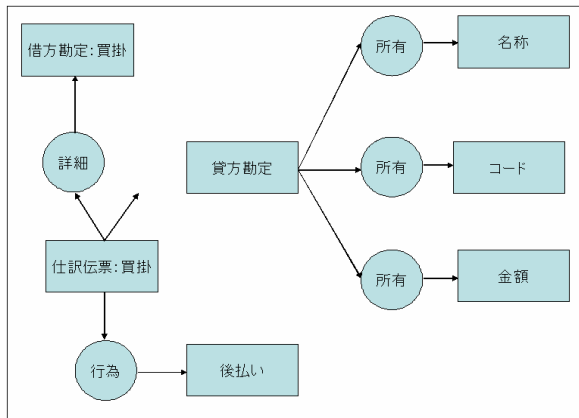 借方勘定:買掛
所有
名称
詳細
貸方勘定
所有
コード
仕訳伝票:買掛
所有
金額
行為
後払い